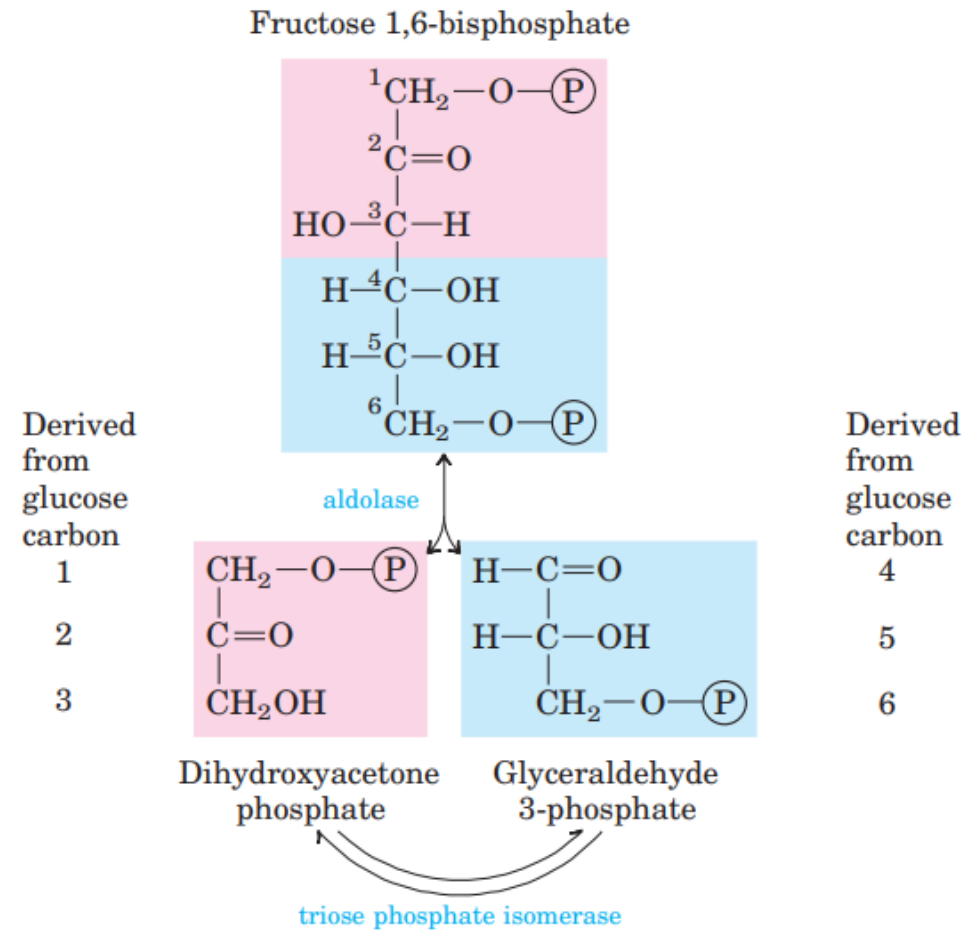 Fructose 1,6-bisphosphate
¹CH₂—O—Ⓟ
²C=O
HO—³C—H
H—⁴C—OH
H—⁵C—OH
⁶CH₂—O—Ⓟ
aldolase
Derived
from
glucose
carbon
1
2
3
CH₂—O—Ⓟ
C=O
CH₂OH
Dihydroxyacetone
phosphate
H—C=O
H—C—OH
CH₂—O—Ⓟ
Glyceraldehyde
3-phosphate
Derived
from
glucose
carbon
4
5
6
triose phosphate isomerase